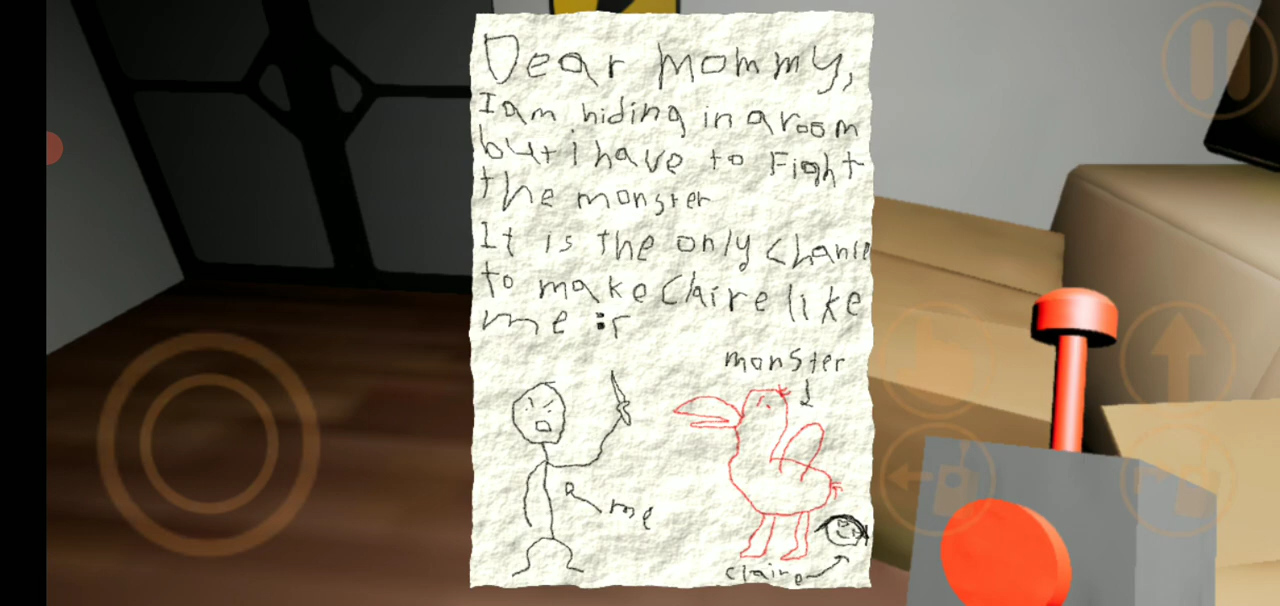 Dear mommy,
I am hiding in a room
but i have to Fight
the monster
It is the only chance
to make Claire like
me :r
monster
me
claire